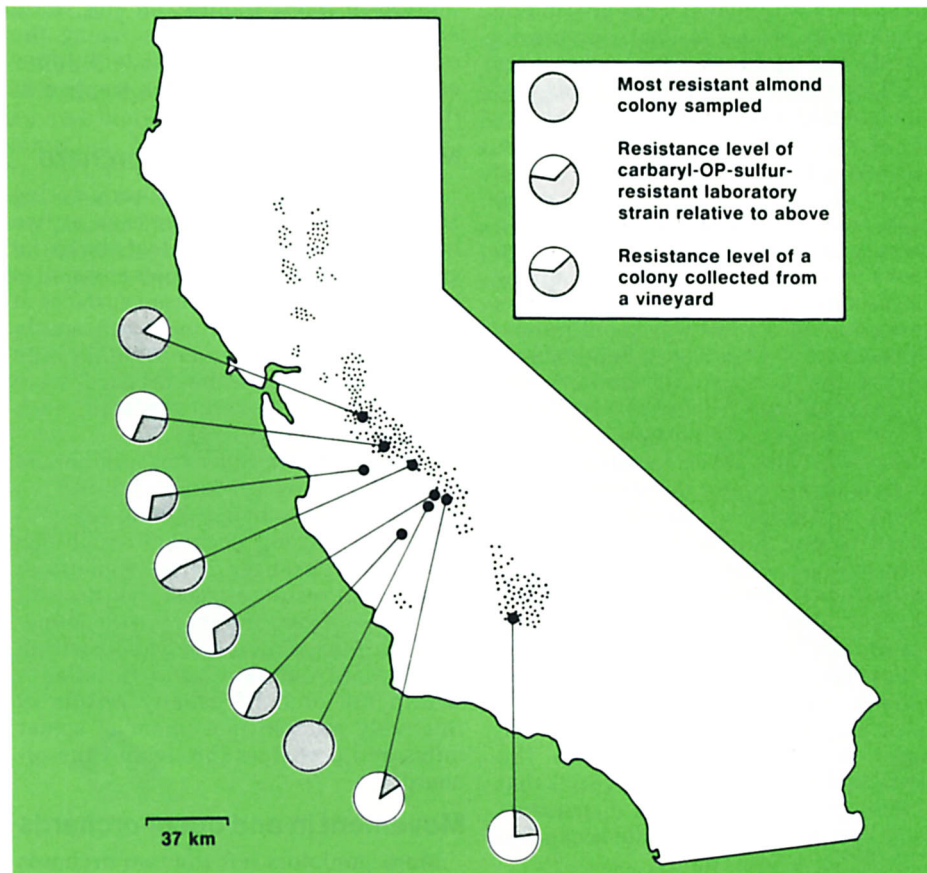 Most resistant almond
colony sampled
Resistance level of
carbaryl-OP-sulfur-
resistant laboratory
strain relative to above
Resistance level of a
colony collected from
a vineyard
37 km